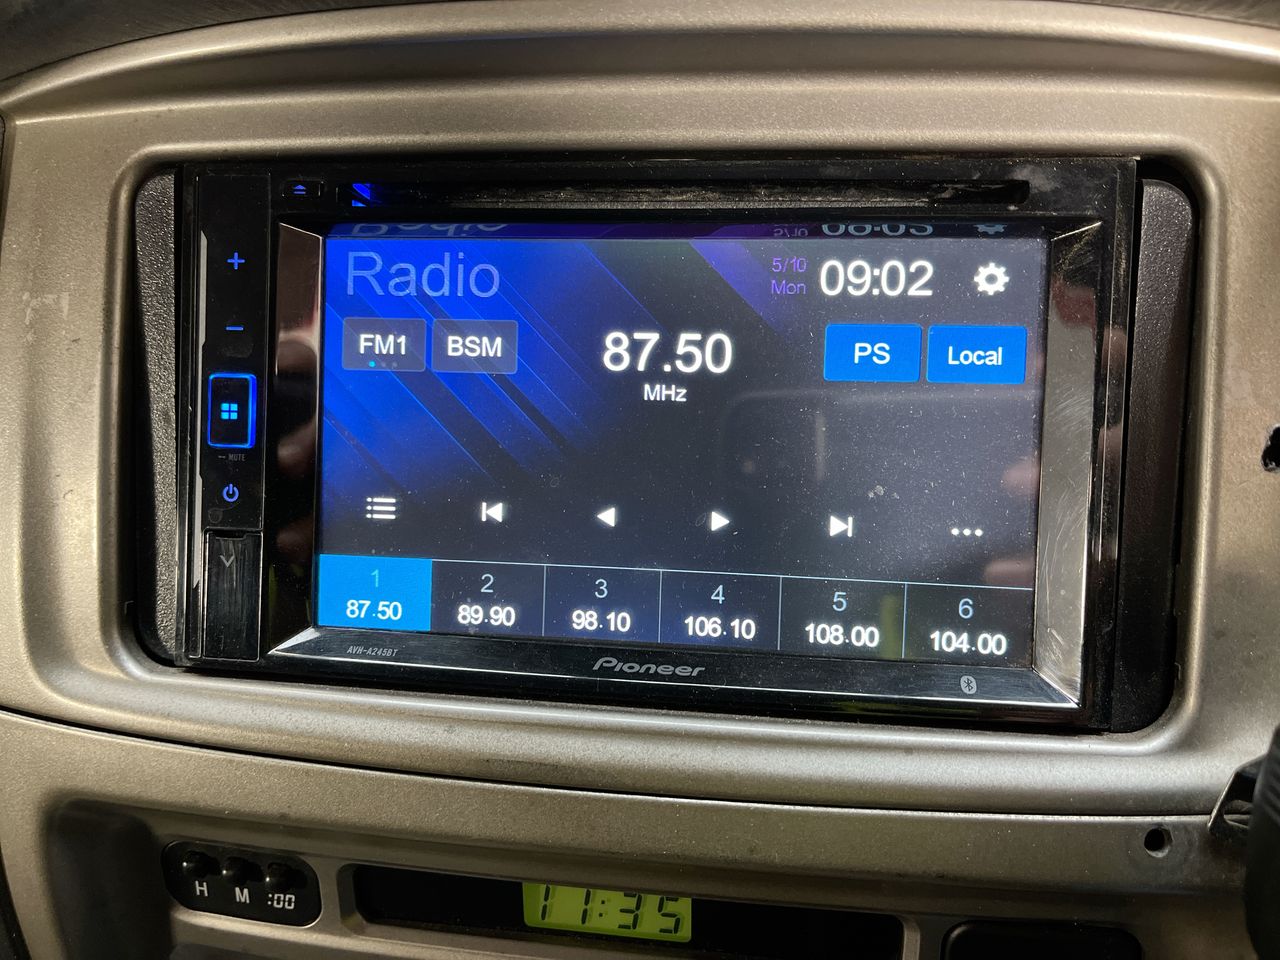 Radio
5/10
Mon
09:02
FM1
BSM
87.50
MHz
PS
Local
MUTE
1
87.50
2
89.90
3
98.10
4
106.10
5
108.00
6
104.00
AVH-A245BT
Pioneer
H
M
:00
11:35